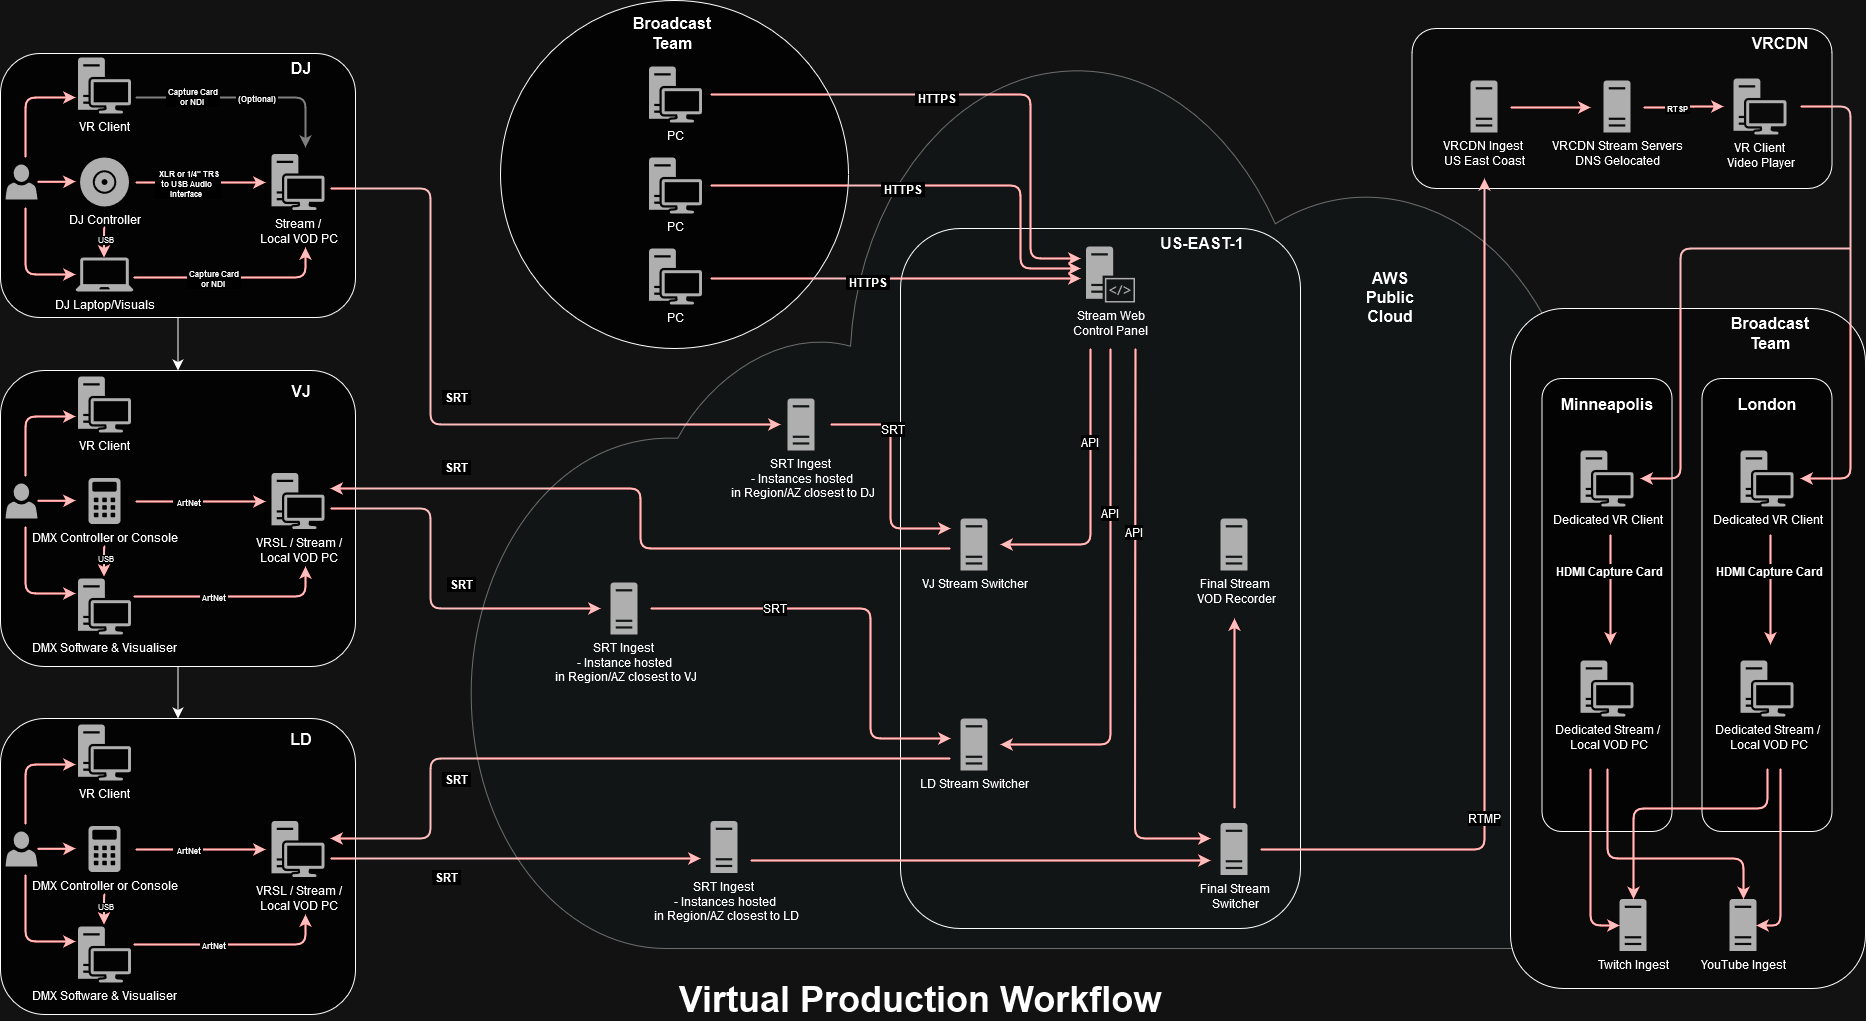 DJ
VR Client
Capture Card
or NDI
(Optional)
XLR or 1/4" TRS
to USB Audio
Interface
DJ Controller
USB
Stream /
Local VOD PC
Capture Card
or NDI
DJ Laptop/Visuals
VJ
VR Client
ArtNet
DMX Controller or Console
USB
VRSL / Stream /
Local VOD PC
ArtNet
DMX Software & Visualiser
LD
VR Client
ArtNet
DMX Controller or Console
USB
VRSL / Stream /
Local VOD PC
ArtNet
DMX Software & Visualiser
Broadcast
Team
PC
PC
PC
HTTPS
HTTPS
HTTPS
SRT
SRT
SRT
SRT
SRT
SRT Ingest
- Instances hosted
in Region/AZ closest to DJ
SRT
SRT Ingest
- Instance hosted
in Region/AZ closest to VJ
SRT
SRT Ingest
- Instances hosted
in Region/AZ closest to LD
US-EAST-1
Stream Web
Control Panel
API
API
API
VJ Stream Switcher
LD Stream Switcher
Final Stream
VOD Recorder
Final Stream
Switcher
AWS
Public
Cloud
RTMP
VRCDN
VRCDN Ingest
US East Coast
VRCDN Stream Servers
DNS Gelocated
RTSP
VR Client
Video Player
Broadcast
Team
Minneapolis
Dedicated VR Client
HDMI Capture Card
Dedicated Stream /
Local VOD PC
London
Dedicated VR Client
HDMI Capture Card
Dedicated Stream /
Local VOD PC
Twitch Ingest
YouTube Ingest
Virtual Production Workflow